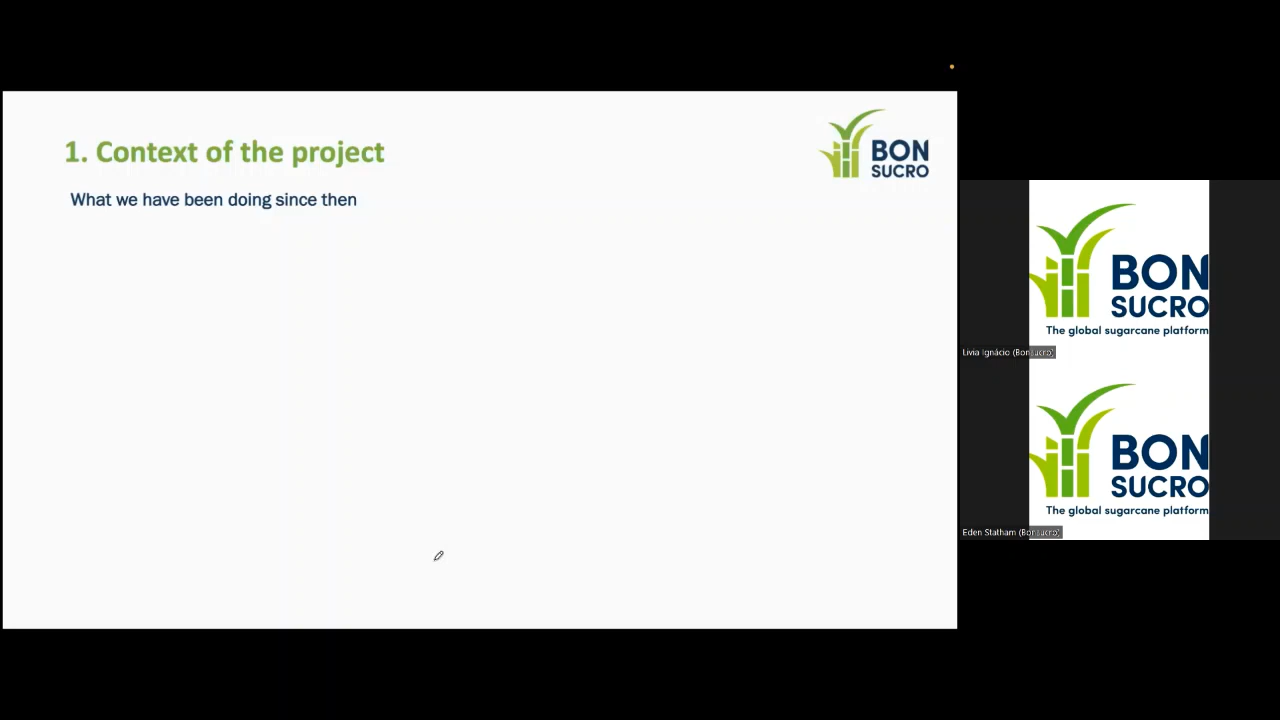 1. Context of the project
What we have been doing since then
BON
SUCRO
BON
SUCRO
The global sugarcane platform
Livia Ignácio (Bonsucro)
BON
SUCRO
The global sugarcane platform
Eden Statham (Bonsucro)